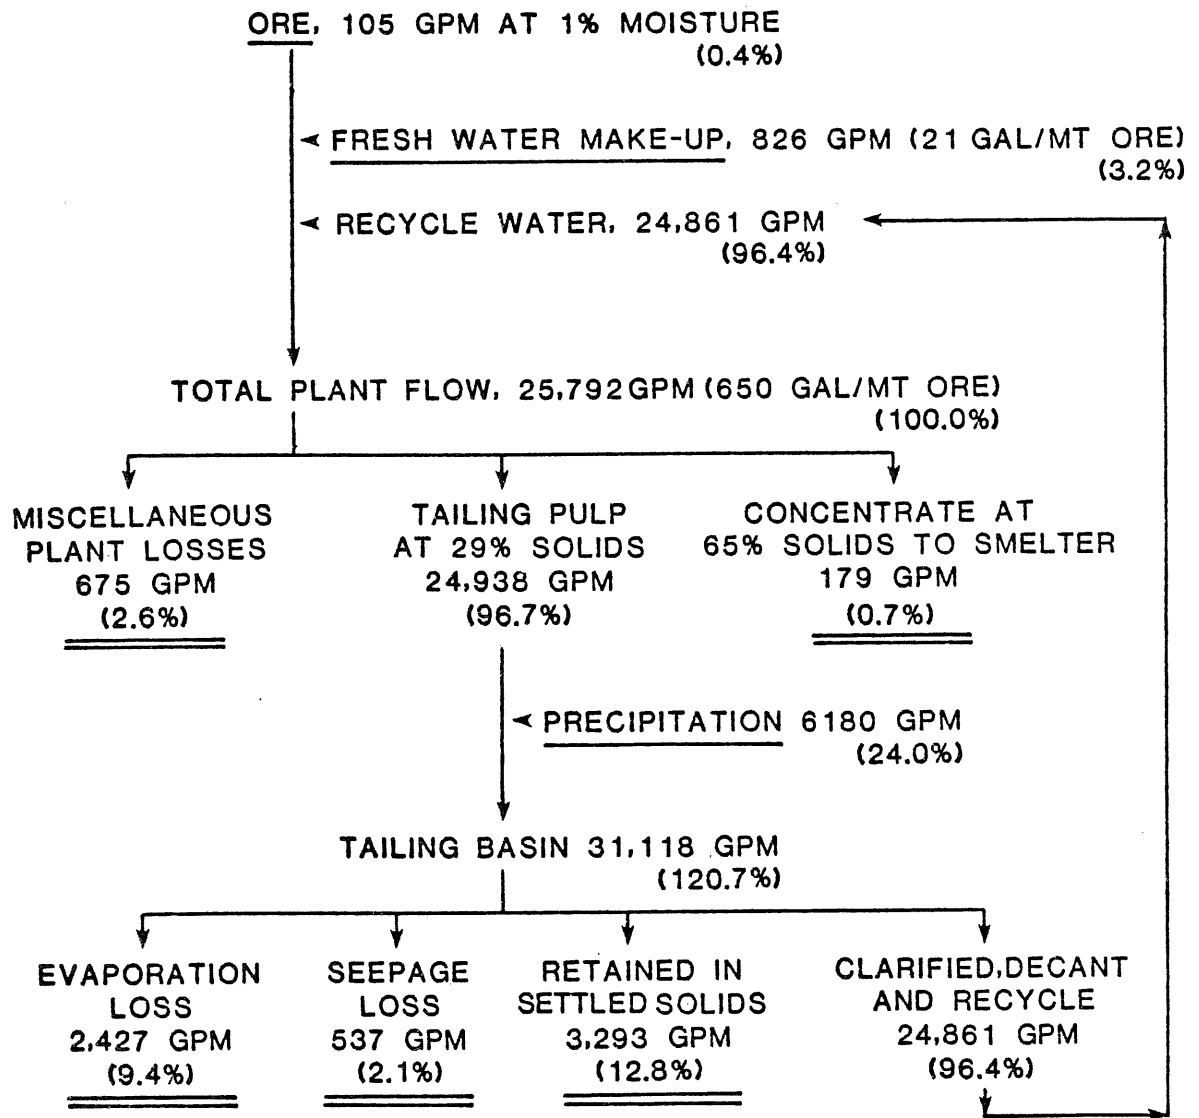 ORE, 105 GPM AT 1% MOISTURE
(0.4%)
FRESH WATER MAKE-UP, 826 GPM (21 GAL/MT ORE)
(3.2%)
RECYCLE WATER, 24,861 GPM
(96.4%)
TOTAL PLANT FLOW, 25,792 GPM (650 GAL/MT ORE)
(100.0%)
MISCELLANEOUS
PLANT LOSSES
675 GPM
(2.6%)
TAILING PULP
AT 29% SOLIDS
24,938 GPM
(96.7%)
CONCENTRATE AT
65% SOLIDS TO SMELTER
179 GPM
(0.7%)
PRECIPITATION 6180 GPM
(24.0%)
TAILING BASIN 31,118 GPM
(120.7%)
EVAPORATION
LOSS
2,427 GPM
(9.4%)
SEEPAGE
LOSS
537 GPM
(2.1%)
RETAINED IN
SETTLED SOLIDS
3,293 GPM
(12.8%)
CLARIFIED, DECANT
AND RECYCLE
24,861 GPM
(96.4%)